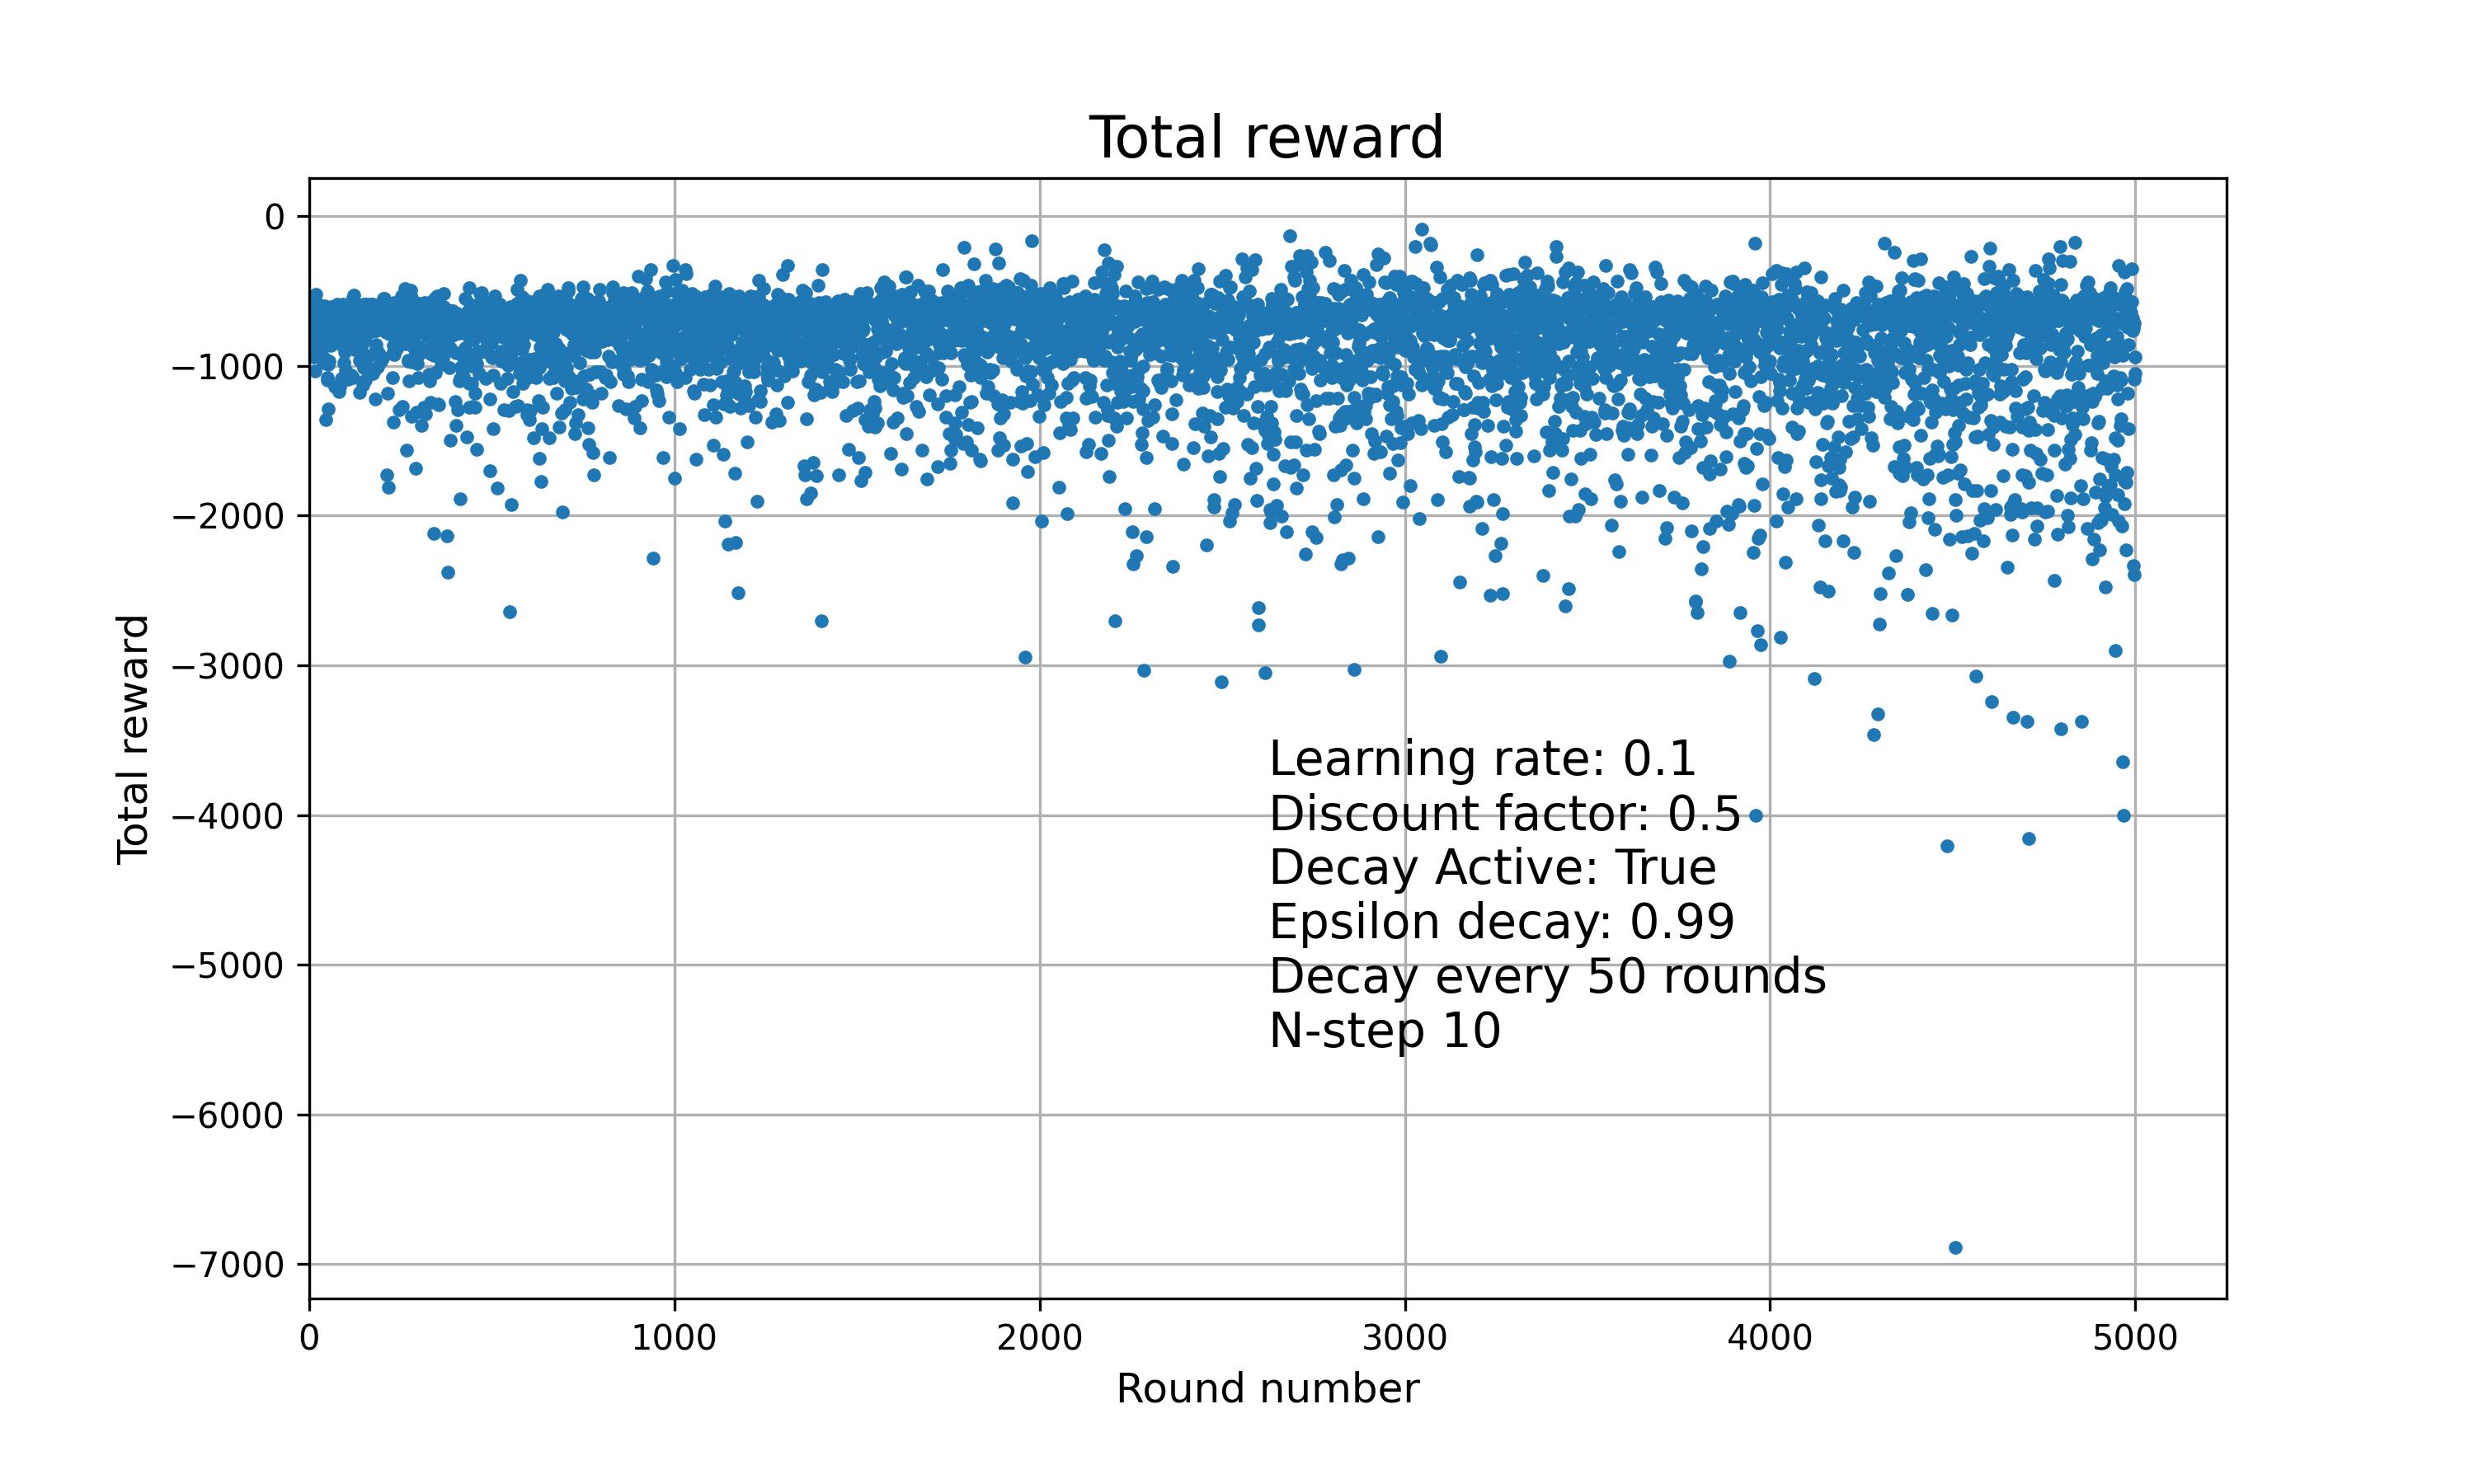 Total reward
0
−1000
−2000
−3000
−4000
−5000
−6000
−7000
Total reward
Learning rate: 0.1
Discount factor: 0.5
Decay Active: True
Epsilon decay: 0.99
Decay every 50 rounds
N-step 10
0 1000 2000 3000 4000 5000
Round number